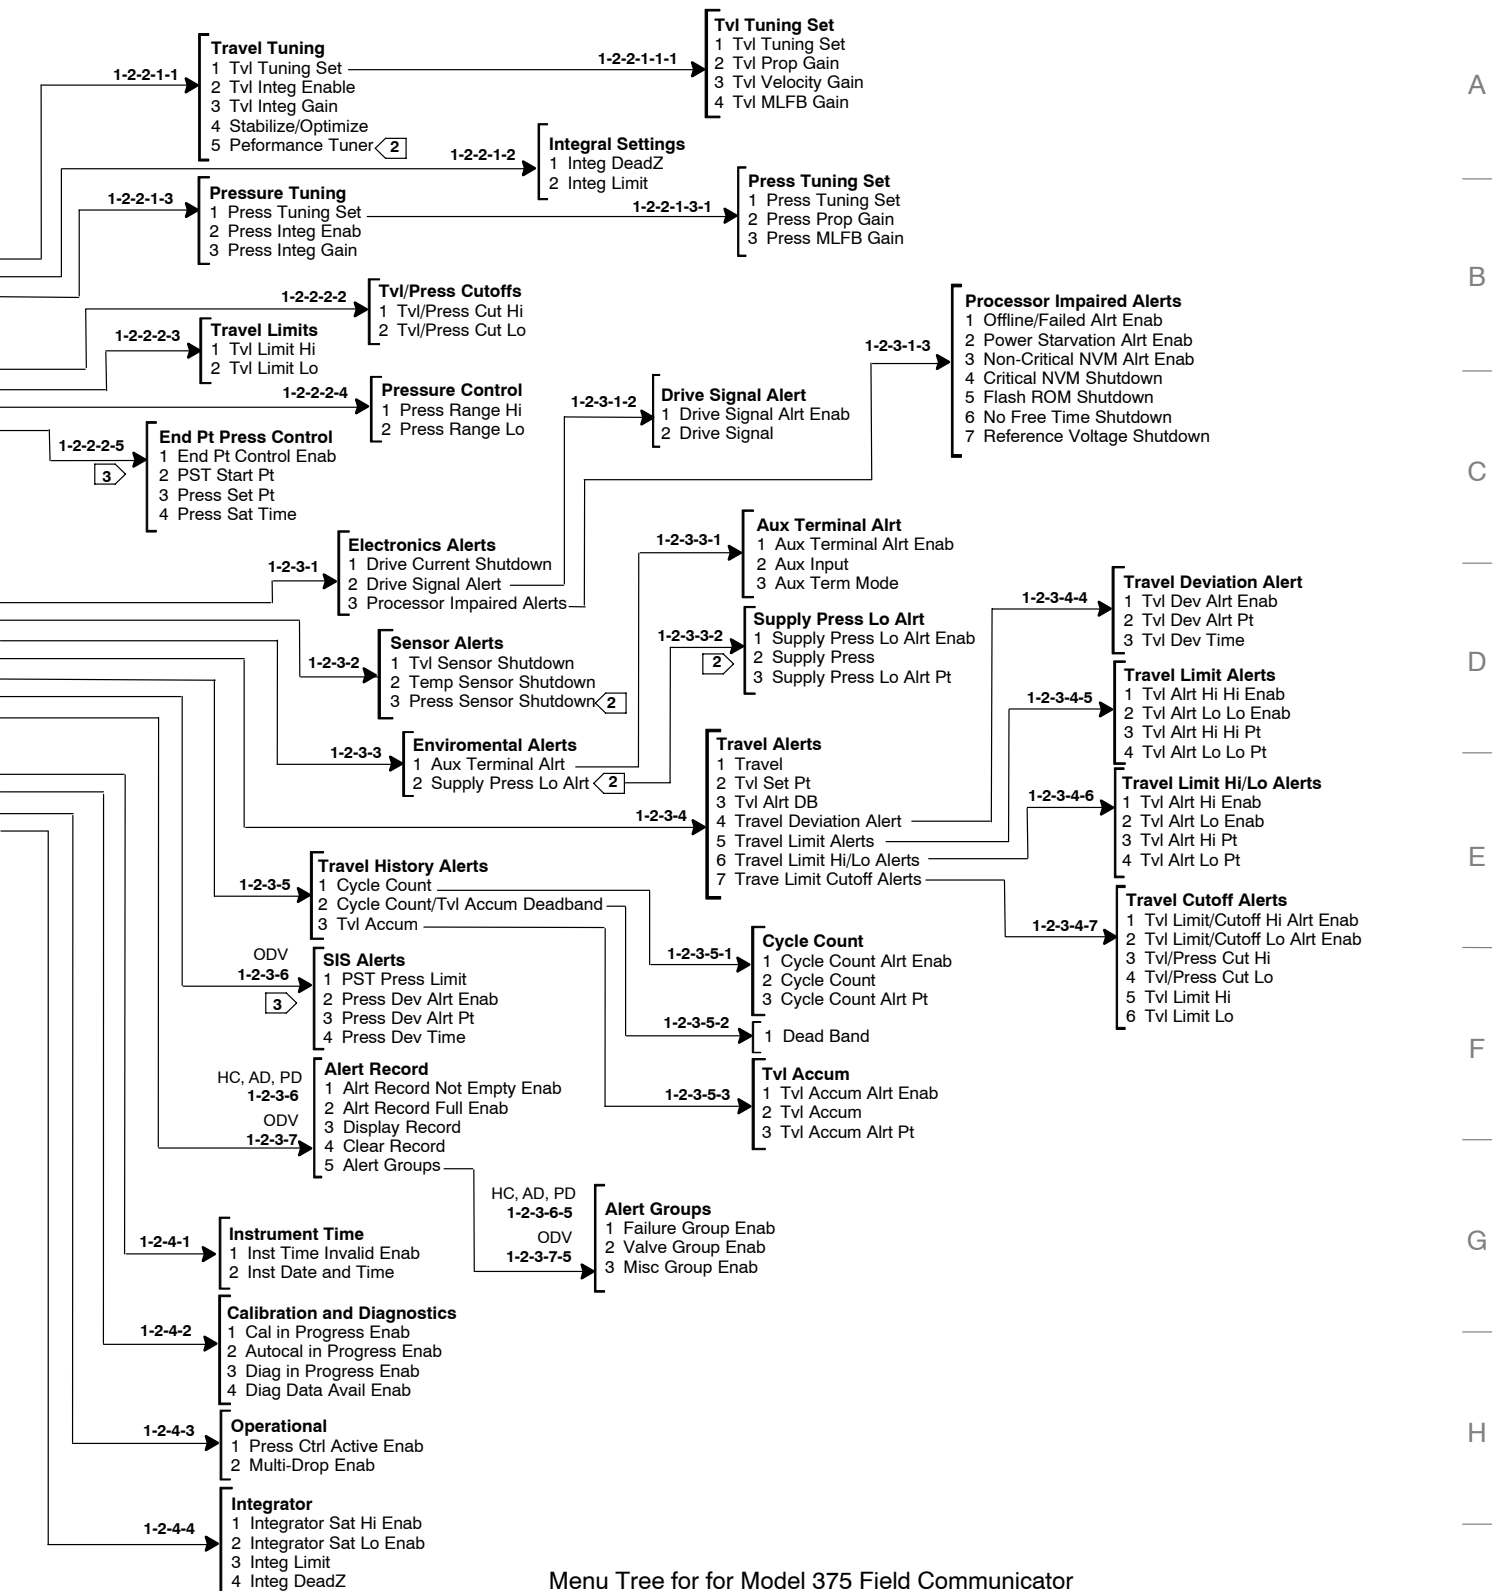 Travel Tuning
1 Tvl Tuning Set
2 Tvl Integ Enable
3 Tvl Integ Gain
4 Stabilize/Optimize
5 Peformance Tuner 2
1-2-2-1-1
1-2-2-1-1-1
Tvl Tuning Set
1 Tvl Tuning Set
2 Tvl Prop Gain
3 Tvl Velocity Gain
4 Tvl MLFB Gain
A
1-2-2-1-2
Integral Settings
1 Integ DeadZ
2 Integ Limit
1-2-2-1-3
Pressure Tuning
1 Press Tuning Set
2 Press Integ Enab
3 Press Integ Gain
1-2-2-1-3-1
Press Tuning Set
1 Press Tuning Set
2 Press Prop Gain
3 Press MLFB Gain
B
1-2-2-2-2
Tvl/Press Cutoffs
1 Tvl/Press Cut Hi
2 Tvl/Press Cut Lo
1-2-2-2-3
Travel Limits
1 Tvl Limit Hi
2 Tvl Limit Lo
1-2-2-2-4
Pressure Control
1 Press Range Hi
2 Press Range Lo
1-2-2-2-5
3
End Pt Press Control
1 End Pt Control Enab
2 PST Start Pt
3 Press Set Pt
4 Press Sat Time
1-2-3-1-2
Drive Signal Alert
1 Drive Signal Alrt Enab
2 Drive Signal
1-2-3-1-3
Processor Impaired Alerts
1 Offline/Failed Alrt Enab
2 Power Starvation Alrt Enab
3 Non-Critical NVM Alrt Enab
4 Critical NVM Shutdown
5 Flash ROM Shutdown
6 No Free Time Shutdown
7 Reference Voltage Shutdown
C
1-2-3-1
Electronics Alerts
1 Drive Current Shutdown
2 Drive Signal Alert
3 Processor Impaired Alerts
1-2-3-3-1
Aux Terminal Alrt
1 Aux Terminal Alrt Enab
2 Aux Input
3 Aux Term Mode
1-2-3-2
Sensor Alerts
1 Tvl Sensor Shutdown
2 Temp Sensor Shutdown
3 Press Sensor Shutdown 2
1-2-3-3-2
2
Supply Press Lo Alrt
1 Supply Press Lo Alrt Enab
2 Supply Press
3 Supply Press Lo Alrt Pt
1-2-3-4-4
Travel Deviation Alert
1 Tvl Dev Alrt Enab
2 Tvl Dev Alrt Pt
3 Tvl Dev Time
D
1-2-3-3
Enviromental Alerts
1 Aux Terminal Alrt
2 Supply Press Lo Alrt 2
1-2-3-4-5
Travel Limit Alerts
1 Tvl Alrt Hi Hi Enab
2 Tvl Alrt Lo Lo Enab
3 Tvl Alrt Hi Hi Pt
4 Tvl Alrt Lo Lo Pt
1-2-3-4
Travel Alerts
1 Travel
2 Tvl Set Pt
3 Tvl Alrt DB
4 Travel Deviation Alert
5 Travel Limit Alerts
6 Travel Limit Hi/Lo Alerts
7 Trave Limit Cutoff Alerts
1-2-3-4-6
Travel Limit Hi/Lo Alerts
1 Tvl Alrt Hi Enab
2 Tvl Alrt Lo Enab
3 Tvl Alrt Hi Pt
4 Tvl Alrt Lo Pt
E
1-2-3-5
Travel History Alerts
1 Cycle Count
2 Cycle Count/Tvl Accum Deadband
3 Tvl Accum
1-2-3-4-7
Travel Cutoff Alerts
1 Tvl Limit/Cutoff Hi Alrt Enab
2 Tvl Limit/Cutoff Lo Alrt Enab
3 Tvl/Press Cut Hi
4 Tvl/Press Cut Lo
5 Tvl Limit Hi
6 Tvl Limit Lo
ODV
1-2-3-6
3
SIS Alerts
1 PST Press Limit
2 Press Dev Alrt Enab
3 Press Dev Alrt Pt
4 Press Dev Time
1-2-3-5-1
Cycle Count
1 Cycle Count Alrt Enab
2 Cycle Count
3 Cycle Count Alrt Pt
1-2-3-5-2
1 Dead Band
F
HC, AD, PD
1-2-3-6
ODV
1-2-3-7
Alert Record
1 Alrt Record Not Empty Enab
2 Alrt Record Full Enab
3 Display Record
4 Clear Record
5 Alert Groups
1-2-3-5-3
Tvl Accum
1 Tvl Accum Alrt Enab
2 Tvl Accum
3 Tvl Accum Alrt Pt
HC, AD, PD
1-2-3-6-5
ODV
1-2-3-7-5
Alert Groups
1 Failure Group Enab
2 Valve Group Enab
3 Misc Group Enab
G
1-2-4-1
Instrument Time
1 Inst Time Invalid Enab
2 Inst Date and Time
1-2-4-2
Calibration and Diagnostics
1 Cal in Progress Enab
2 Autocal in Progress Enab
3 Diag in Progress Enab
4 Diag Data Avail Enab
1-2-4-3
Operational
1 Press Ctrl Active Enab
2 Multi-Drop Enab
H
1-2-4-4
Integrator
1 Integrator Sat Hi Enab
2 Integrator Sat Lo Enab
3 Integ Limit
4 Integ DeadZ
Menu Tree for for Model 375 Field Communicator